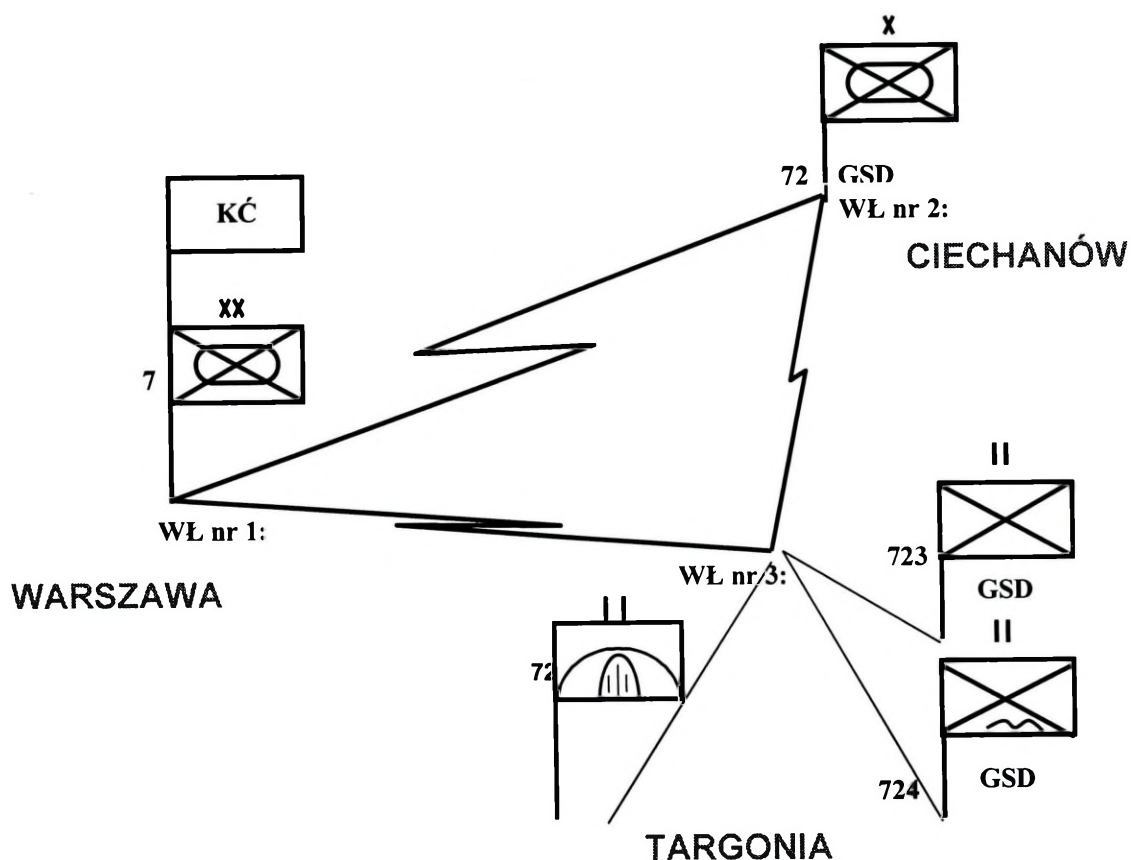 X
72 GSD
WŁ nr 2:
CIECHANÓW
KĆ
XX
7
WŁ nr 1:
WARSZAWA
II
723
GSD
WŁ nr 3:
II
72
II
724
GSD
TARGONIA